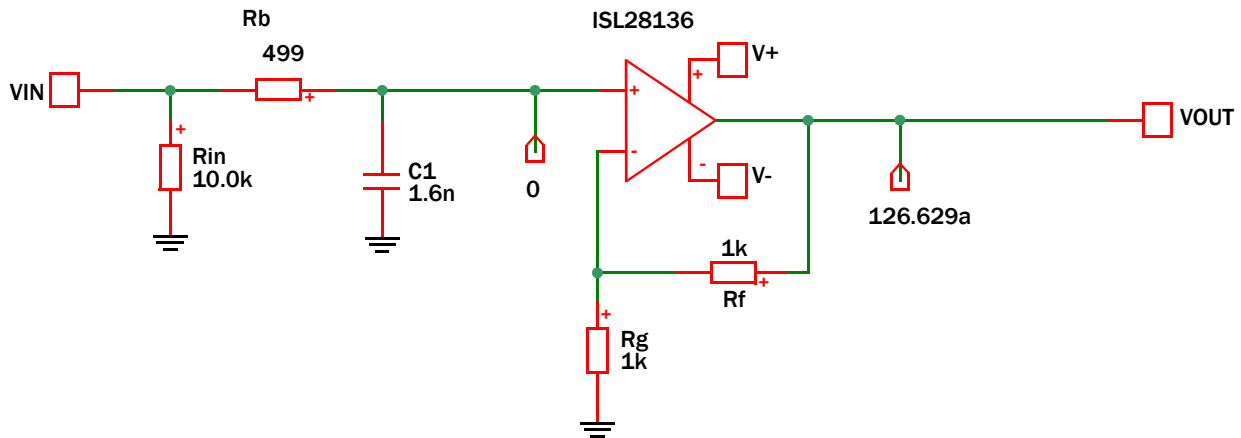 Rb
499
ISL28136
VIN
+
+
Rin
10.0k
C1
1.6n
0
+
-
+
V+
-
V-
VOUT
126.629a
1k
+
Rf
+
Rg
1k